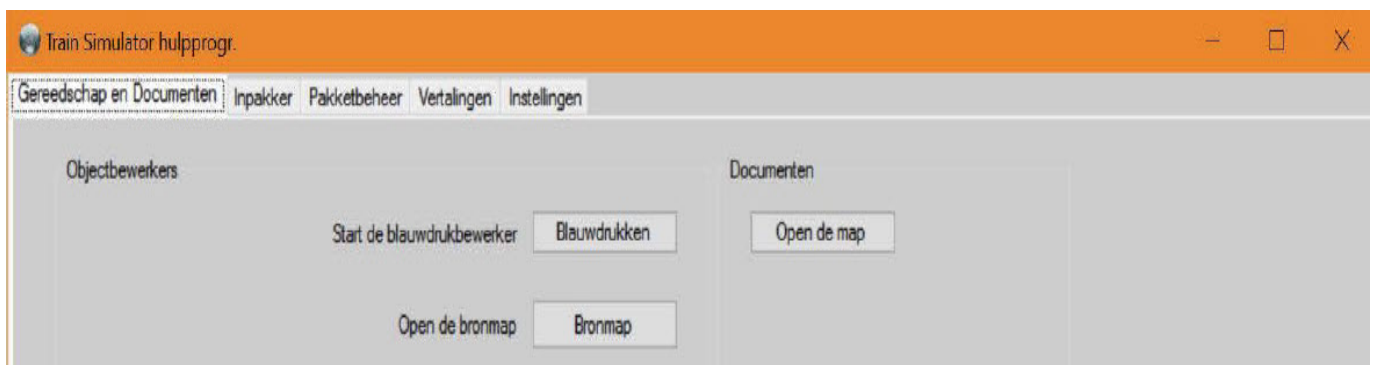 Train Simulator hulpprogr.
Gereedschap en Documenten Inpakker Pakketbeheer Vertalingen Instellingen
Objectbewerkers Documenten
Start de blauwdrukbewerker Blauwdrukken Open de map
Open de bronmap Bronmap